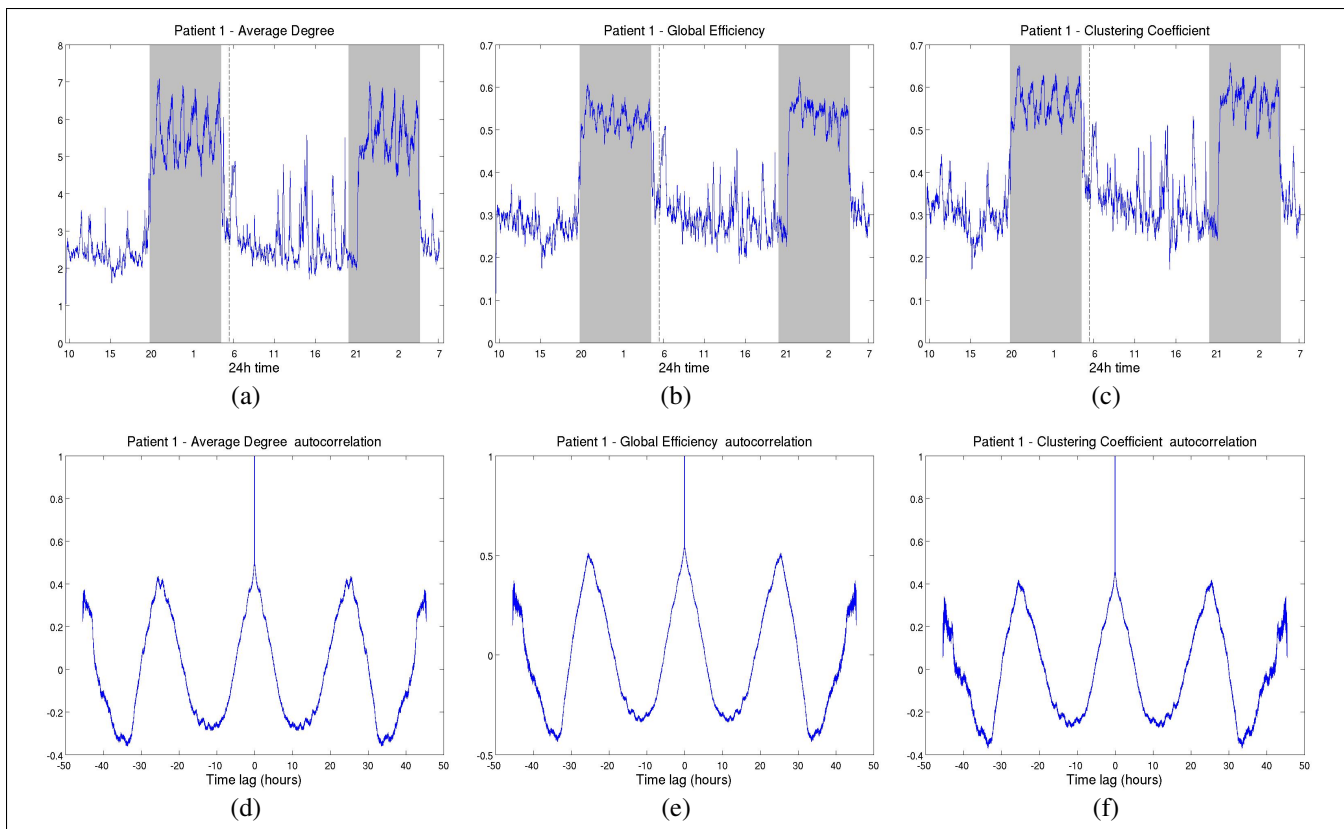 Patient 1 - Average Degree
8
7
6
5
4
3
2
1
0
10 15 20 1 6 11 16 21 2 7
24h time
(a)
Patient 1 - Global Efficiency
0.7
0.6
0.5
0.4
0.3
0.2
0.1
0
10 15 20 1 6 11 16 21 2 7
24h time
(b)
Patient 1 - Clustering Coefficient
0.7
0.6
0.5
0.4
0.3
0.2
0.1
0
10 15 20 1 6 11 16 21 2 7
24h time
(c)
Patient 1 - Average Degree autocorrelation
1
0.8
0.6
0.4
0.2
0
-0.2
-0.4
-50 -40 -30 -20 -10 0 10 20 30 40 50
Time lag (hours)
(d)
Patient 1 - Global Efficiency autocorrelation
1
0.5
0
-0.5
-50 -40 -30 -20 -10 0 10 20 30 40 50
Time lag (hours)
(e)
Patient 1 - Clustering Coefficient autocorrelation
1
0.8
0.6
0.4
0.2
0
-0.2
-0.4
-50 -40 -30 -20 -10 0 10 20 30 40 50
Time lag (hours)
(f)